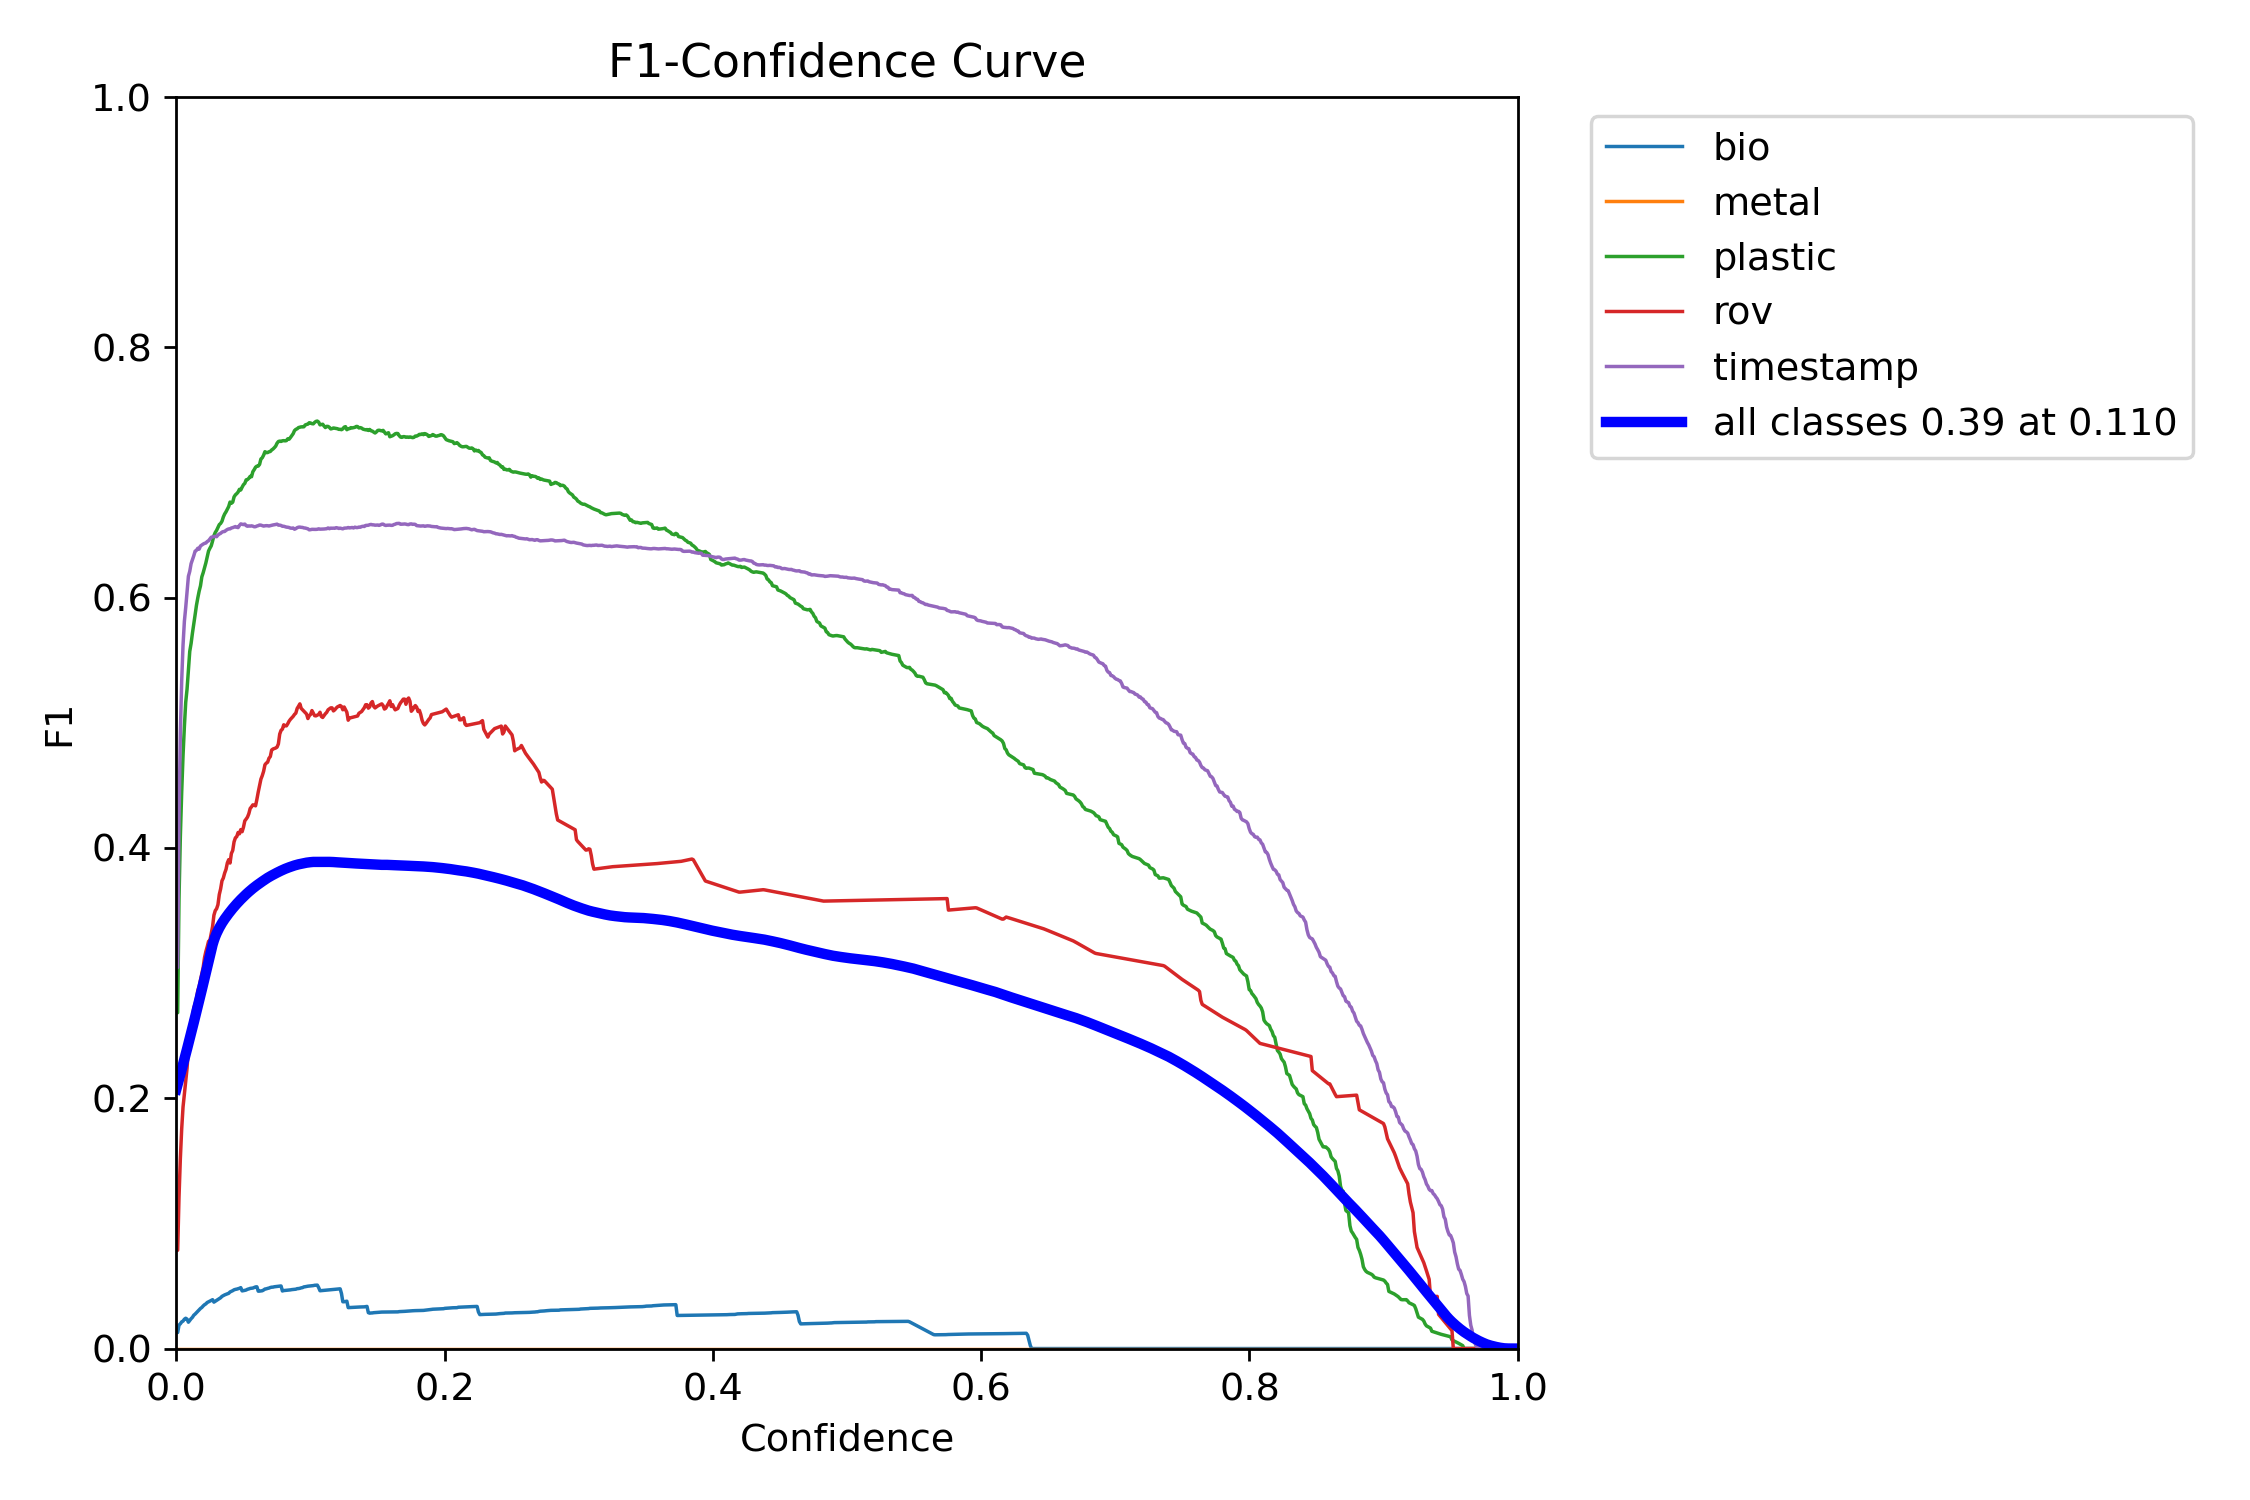 F1-Confidence Curve
1.0
0.8
0.6
0.4
0.2
0.0
F1
0.0 0.2 0.4 0.6 0.8 1.0
Confidence
bio
metal
plastic
rov
timestamp
all classes 0.39 at 0.110